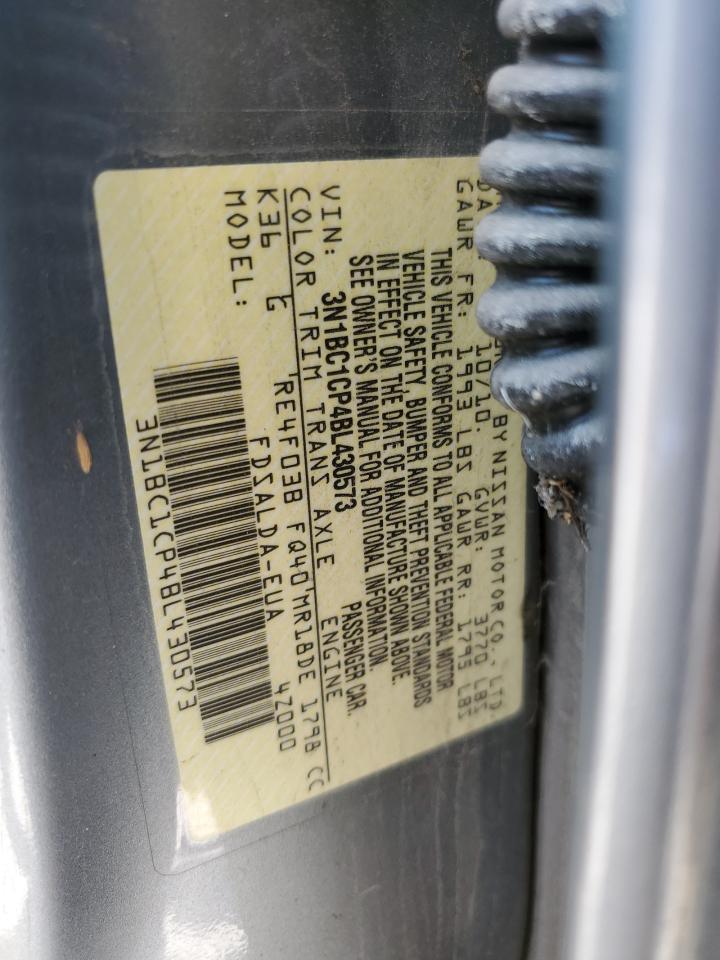 BY NISSAN MOTOR CO., LTD.
10/10. GVWR: 3770 LBS
GAWR FR: 1993 LBS GAWR RR: 1795 LBS
THIS VEHICLE CONFORMS TO ALL APPLICABLE FEDERAL MOTOR
VEHICLE SAFETY, BUMPER AND THEFT PREVENTION STANDARDS
IN EFFECT ON THE DATE OF MANUFACTURE SHOWN ABOVE.
SEE OWNER'S MANUAL FOR ADDITIONAL INFORMATION.
VIN: 3N1BC1CP4BL430573 PASSENGER CAR.
COLOR TRIM TRANS AXLE ENGINE
K36 G RE4F03B FQ40 MR18DE 1798 CC
MODEL: FDSALDA-EUA 4Z000
3N1BC1CP4BL430573